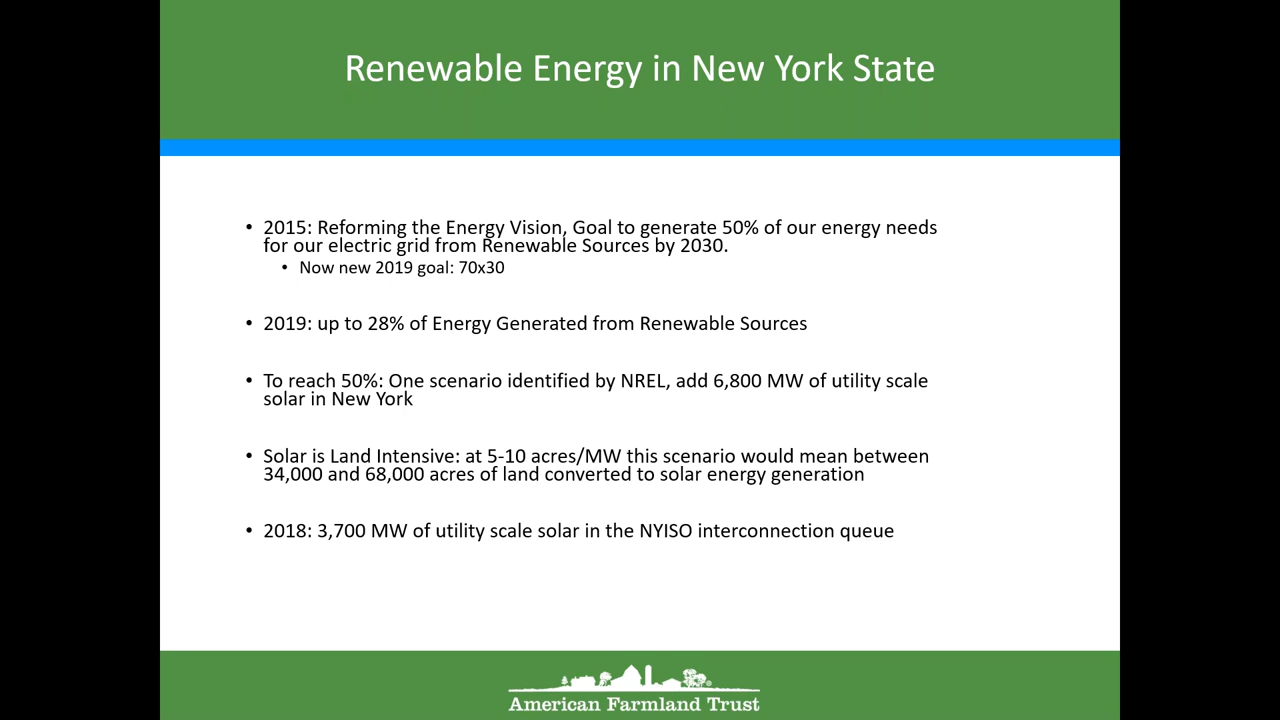 Renewable Energy in New York State
• 2015: Reforming the Energy Vision, Goal to generate 50% of our energy needs
for our electric grid from Renewable Sources by 2030.
• Now new 2019 goal: 70x30
• 2019: up to 28% of Energy Generated from Renewable Sources
• To reach 50%: One scenario identified by NREL, add 6,800 MW of utility scale
solar in New York
• Solar is Land Intensive: at 5-10 acres/MW this scenario would mean between
34,000 and 68,000 acres of land converted to solar energy generation
• 2018: 3,700 MW of utility scale solar in the NYISO interconnection queue
American Farmland Trust